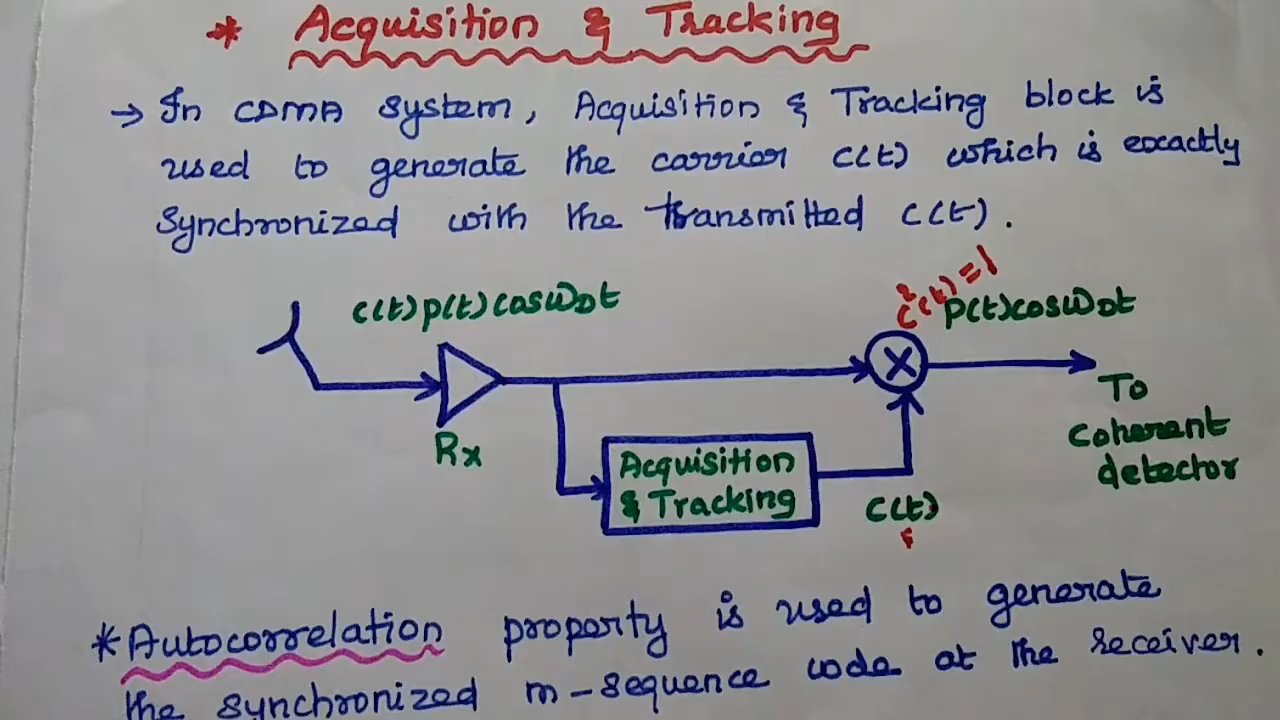 * Acquisition & Tracking
→ In CDMA System, Acquisition & Tracking block is
used to generate the carrior c(t) which is exactly
Synchronized with the transmitted c(t).
c²(t)=1
c(t)p(t)cosω0t
p(t)cosω0t
To
coherent
detector
Rx
Acquisition
& Tracking
c(t)
* Autocorrelation property is used to generate
the synchronized m-sequence code at the receiver.